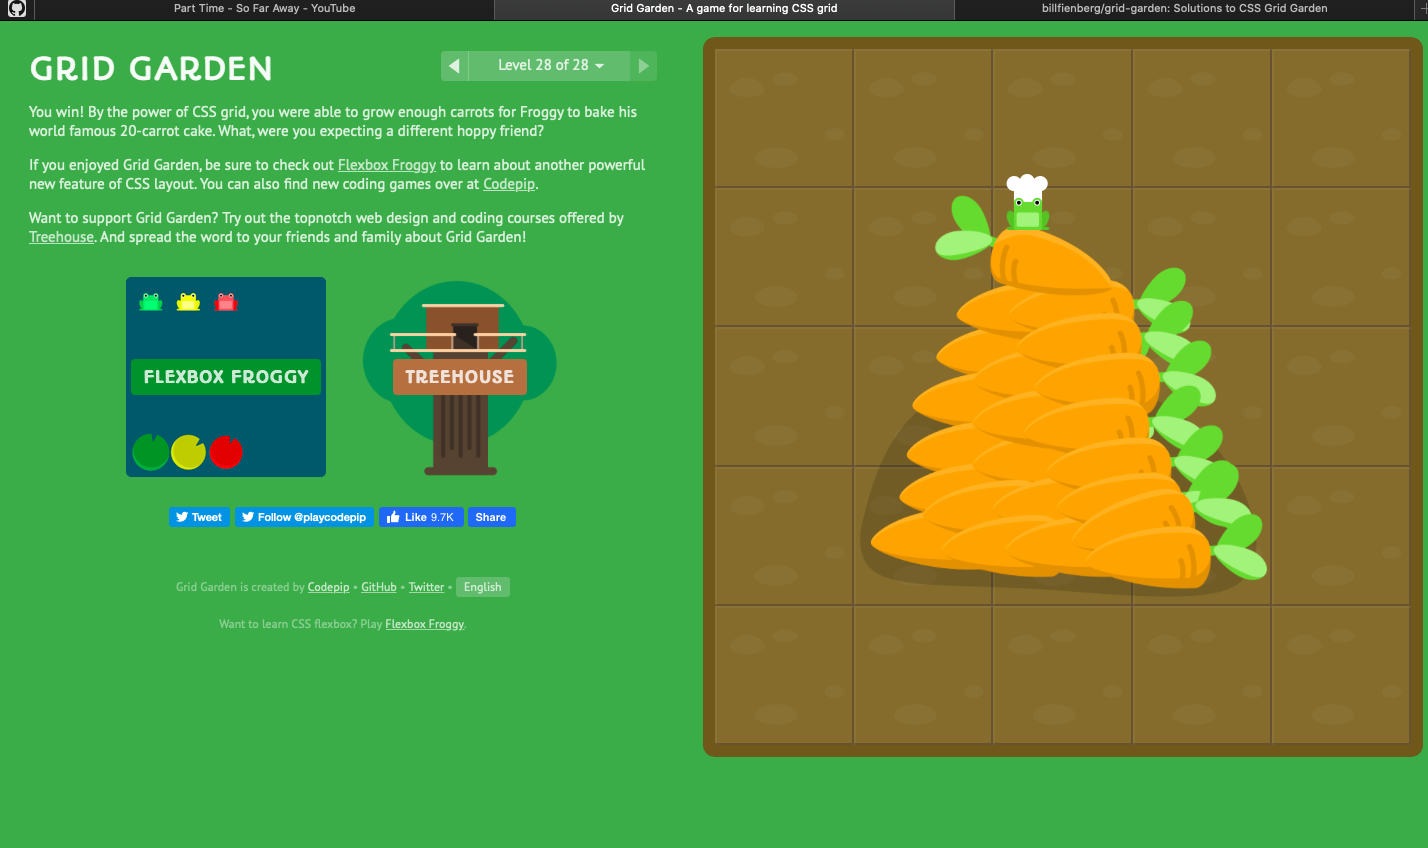 Part Time - So Far Away - YouTube
Grid Garden - A game for learning CSS grid
billfienberg/grid-garden: Solutions to CSS Grid Garden
GRID GARDEN
Level 28 of 28
You win! By the power of CSS grid, you were able to grow enough carrots for Froggy to bake his
world famous 20-carrot cake. What, were you expecting a different hoppy friend?
If you enjoyed Grid Garden, be sure to check out Flexbox Froggy to learn about another powerful
new feature of CSS layout. You can also find new coding games over at Codepip.
Want to support Grid Garden? Try out the topnotch web design and coding courses offered by
Treehouse. And spread the word to your friends and family about Grid Garden!
FLEXBOX FROGGY
TREEHOUSE
Tweet
Follow @playcodepip
Like 9.7K
Share
Grid Garden is created by Codepip • GitHub • Twitter • English
Want to learn CSS flexbox? Play Flexbox Froggy.